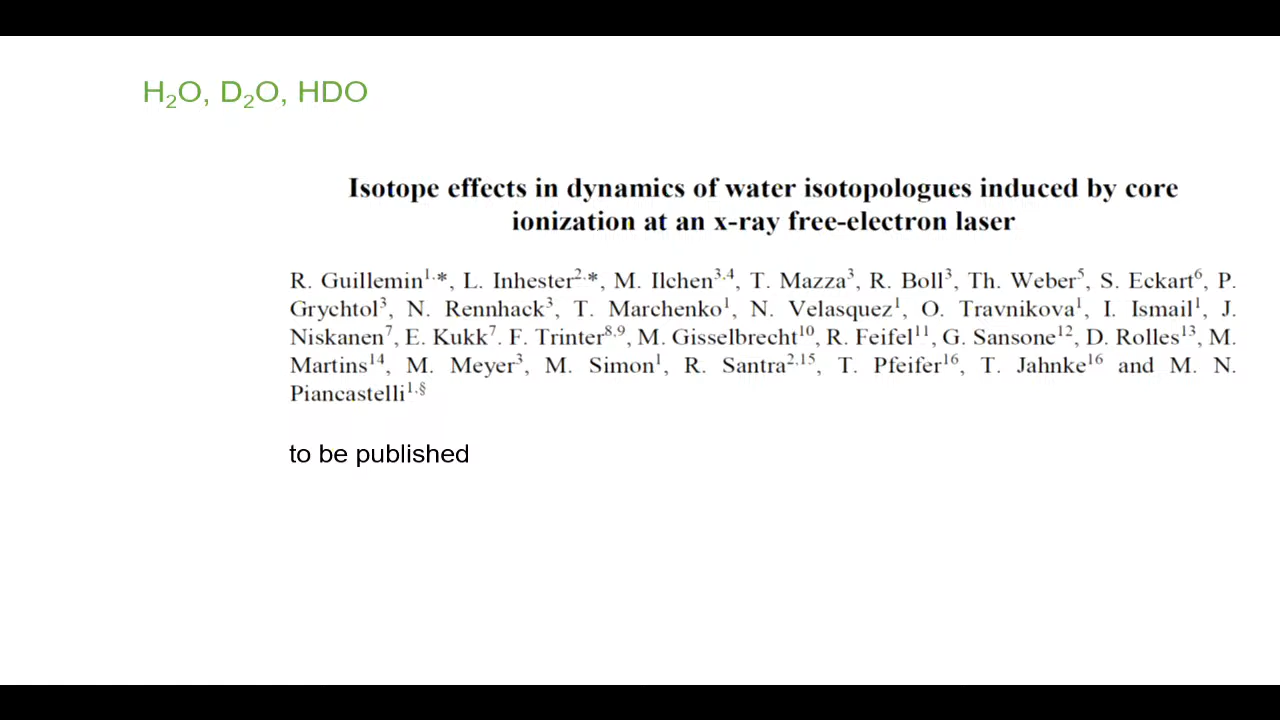 H₂O, D₂O, HDO
Isotope effects in dynamics of water isotopologues induced by core
ionization at an x-ray free-electron laser
R. Guillemin¹,*, L. Inhester²,*, M. Ilchen³,⁴, T. Mazza³, R. Boll³, Th. Weber⁵, S. Eckart⁶, P.
Grychtol³, N. Rennhack³, T. Marchenko¹, N. Velasquez¹, O. Travnikova¹, I. Ismail¹, J.
Niskanen⁷, E. Kukk⁷. F. Trinter⁸,⁹, M. Gisselbrecht¹⁰, R. Feifel¹¹, G. Sansone¹², D. Rolles¹³, M.
Martins¹⁴, M. Meyer³, M. Simon¹, R. Santra²,¹⁵, T. Pfeifer¹⁶, T. Jahnke¹⁶ and M. N.
Piancastelli¹,§
to be published